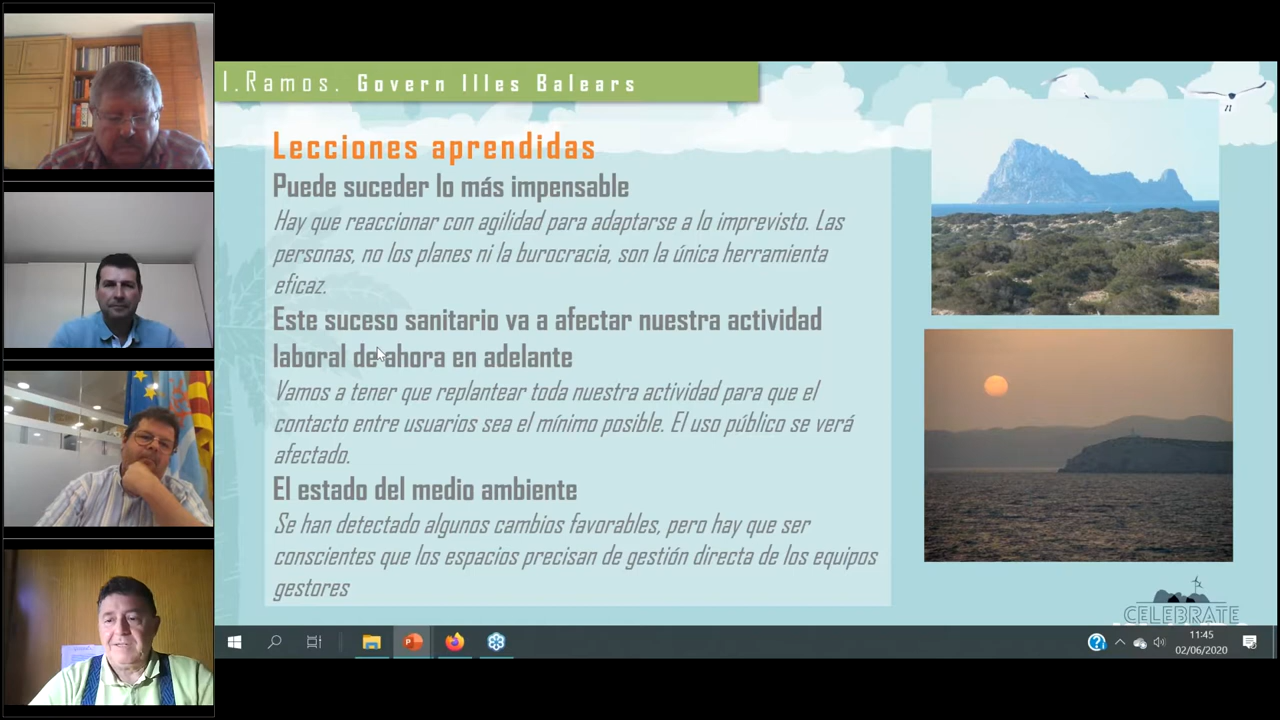 I.Ramos. Govern Illes Balears
Lecciones aprendidas
Puede suceder lo más impensable
Hay que reaccionar con agilidad para adaptarse a lo imprevisto. Las
personas, no los planes ni la burocracia, son la única herramienta
eficaz.
Este suceso sanitario va a afectar nuestra actividad
laboral de ahora en adelante
Vamos a tener que replantear toda nuestra actividad para que el
contacto entre usuarios sea el mínimo posible. El uso público se verá
afectado.
El estado del medio ambiente
Se han detectado algunos cambios favorables, pero hay que ser
conscientes que los espacios precisan de gestión directa de los equipos
gestores
CELEBRATE
11:45
02/06/2020